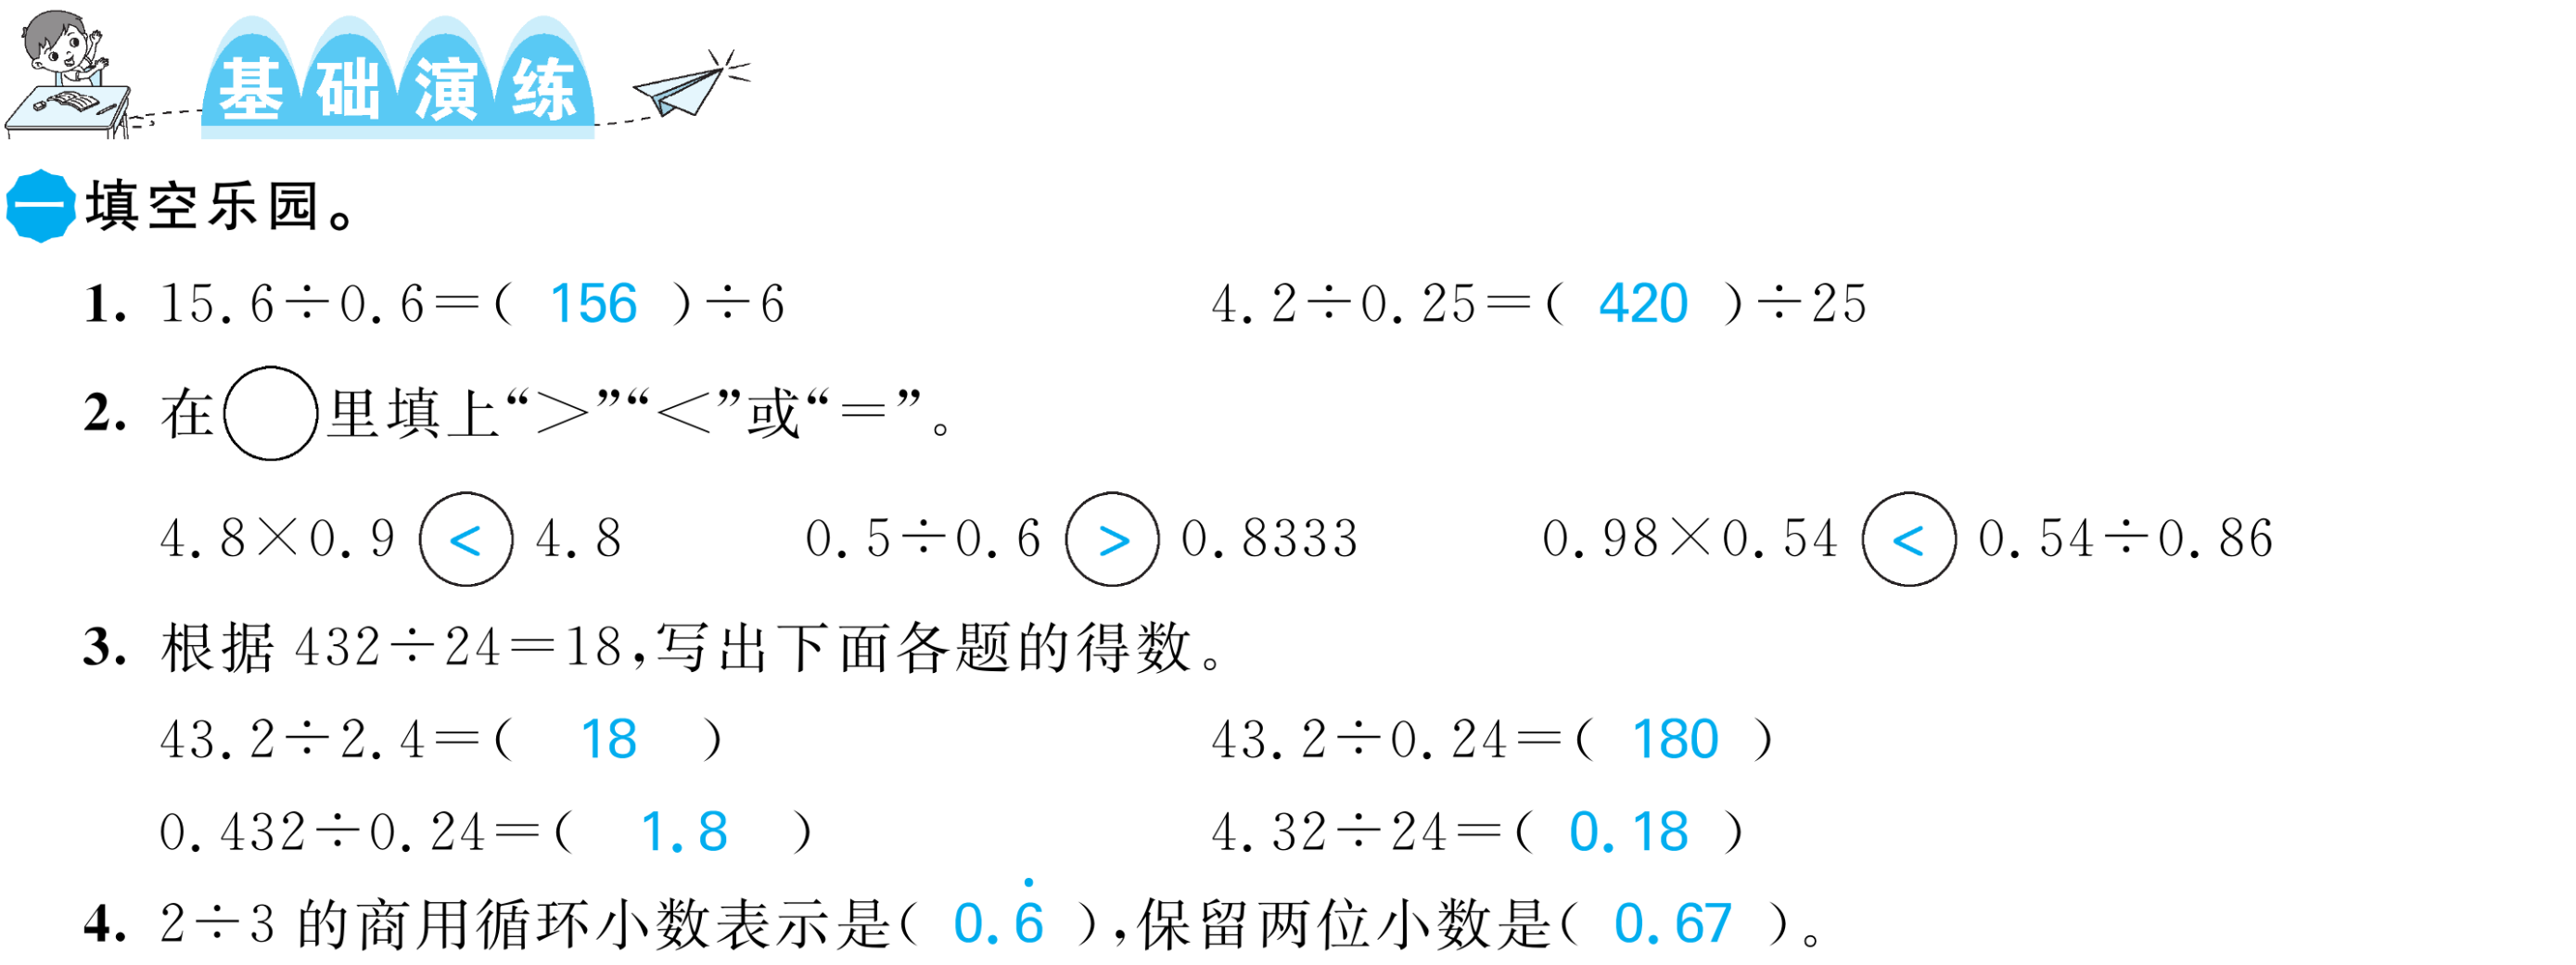 基础演练
一 填空乐园。
1. 15.6÷0.6=( 156 )÷6 4.2÷0.25=( 420 )÷25
2. 在○里填上“>”“<”或“=”。
4.8×0.9 < 4.8 0.5÷0.6 > 0.8333 0.98×0.54 < 0.54÷0.86
3. 根据 432÷24=18,写出下面各题的得数。
43.2÷2.4=( 18 ) 43.2÷0.24=( 180 )
0.432÷0.24=( 1.8 ) 4.32÷24=( 0.18 )
4. 2÷3 的商用循环小数表示是( 0.6̇ ),保留两位小数是( 0.67 )。